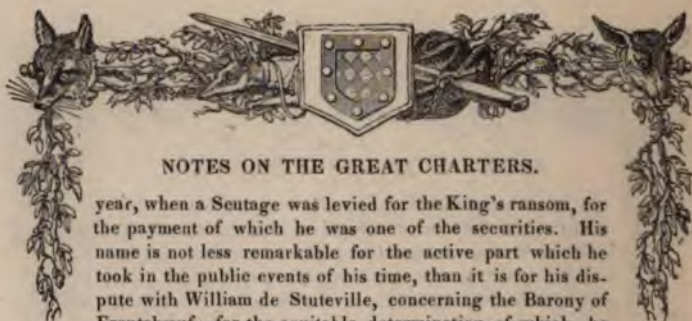 NOTES ON THE GREAT CHARTERS.
year, when a Scutage was levied for the King's ransom, for
the payment of which he was one of the securities. His
name is not less remarkable for the active part which he
took in the public events of his time, than it is for his dis-
pute with William de Stuteville, concerning the Barony of